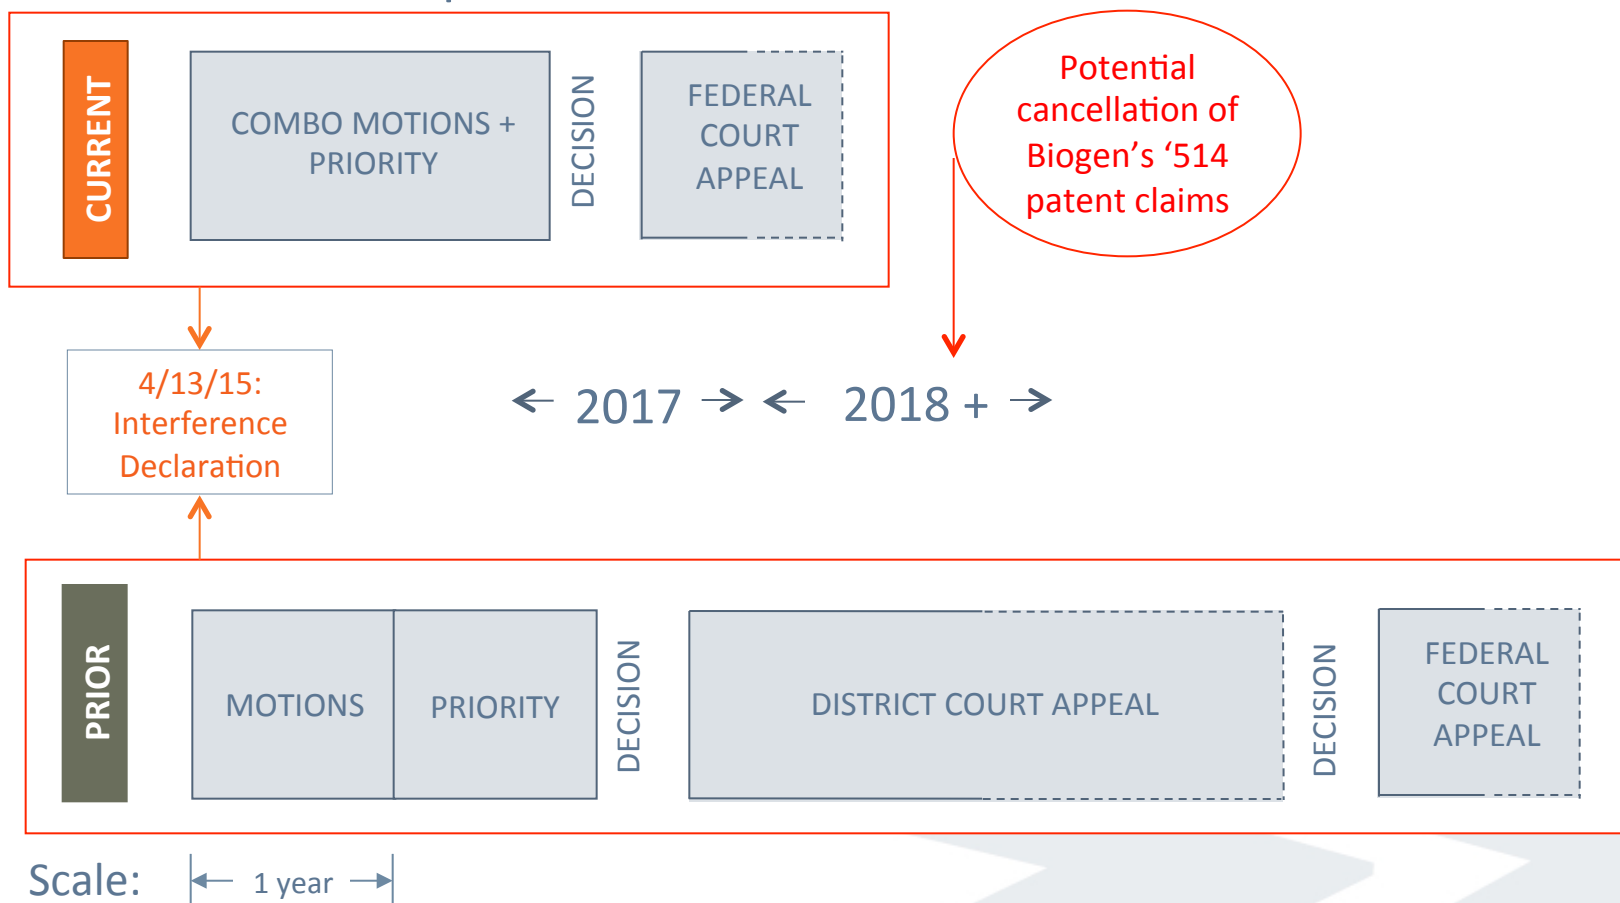 CURRENT
COMBO MOTIONS +
PRIORITY
DECISION
FEDERAL
COURT
APPEAL
Potential
cancellation of
Biogen’s ‘514
patent claims
4/13/15:
Interference
Declaration
2017
2018 +
PRIOR
MOTIONS
PRIORITY
DECISION
DISTRICT COURT APPEAL
DECISION
FEDERAL
COURT
APPEAL
Scale:
1 year